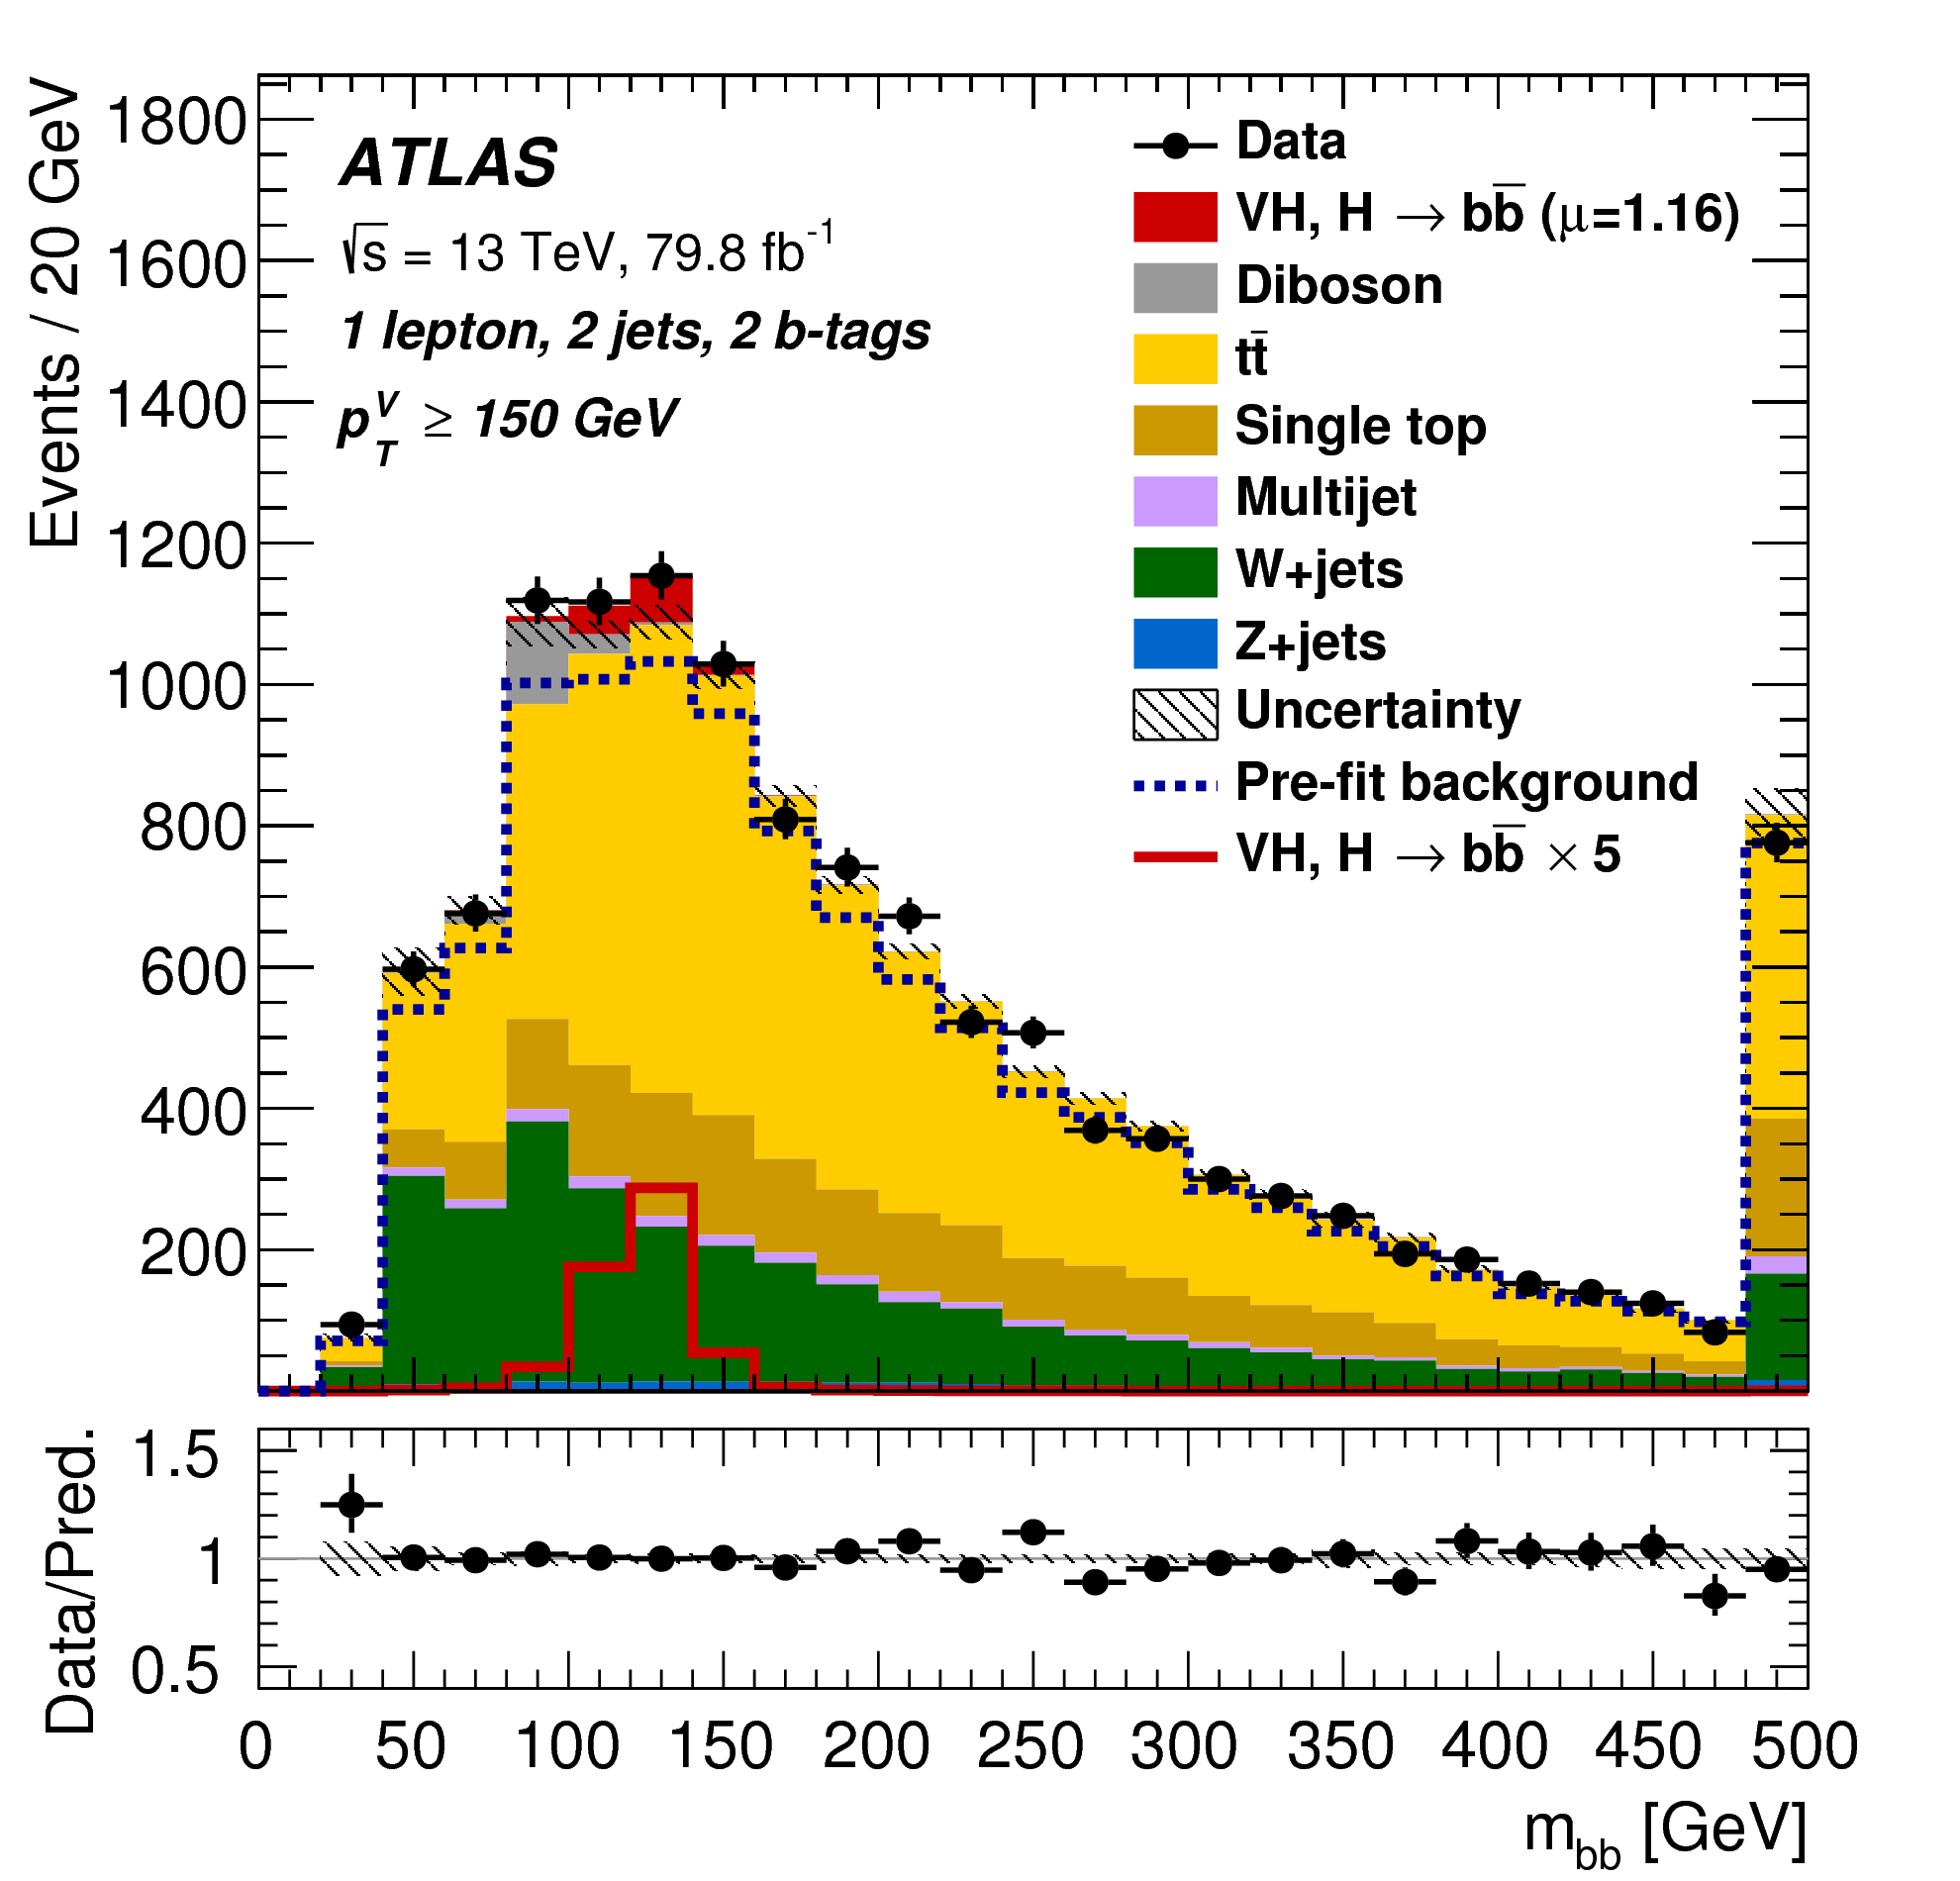 Events / 20 GeV
1800
1600
1400
1200
1000
800
600
400
200
ATLAS
√s = 13 TeV, 79.8 fb⁻¹
1 lepton, 2 jets, 2 b-tags
p_T^V ≥ 150 GeV
Data
VH, H → bb̅ (μ=1.16)
Diboson
tt̅
Single top
Multijet
W+jets
Z+jets
Uncertainty
Pre-fit background
VH, H → bb̅ × 5
Data/Pred.
1.5
1
0.5
0 50 100 150 200 250 300 350 400 450 500
m_bb [GeV]